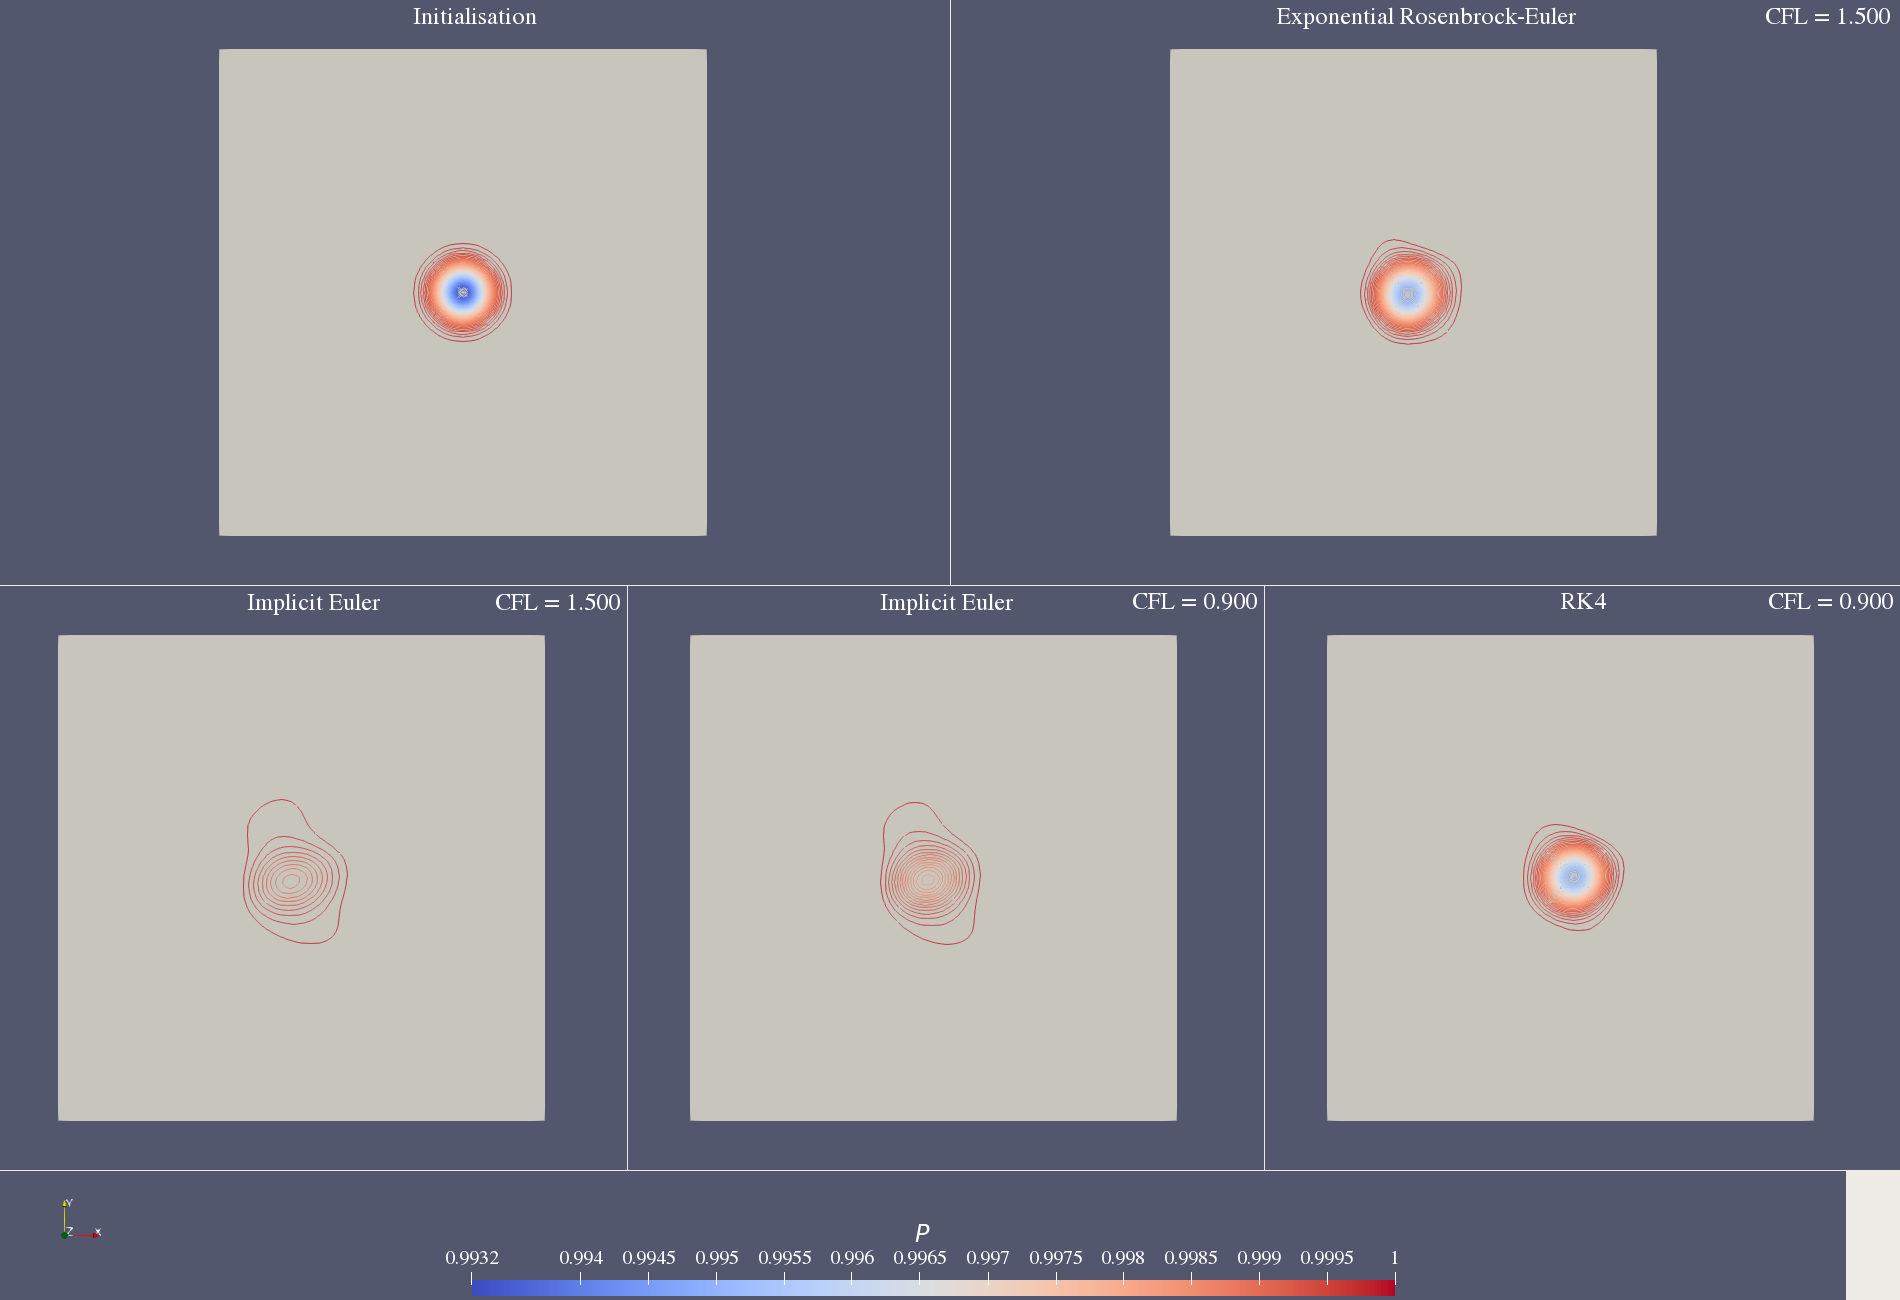 Initialisation
Exponential Rosenbrock-Euler CFL = 1.500
Implicit Euler CFL = 1.500
Implicit Euler CFL = 0.900
RK4 CFL = 0.900
Y
Z X
P
0.9932 0.994 0.9945 0.995 0.9955 0.996 0.9965 0.997 0.9975 0.998 0.9985 0.999 0.9995 1